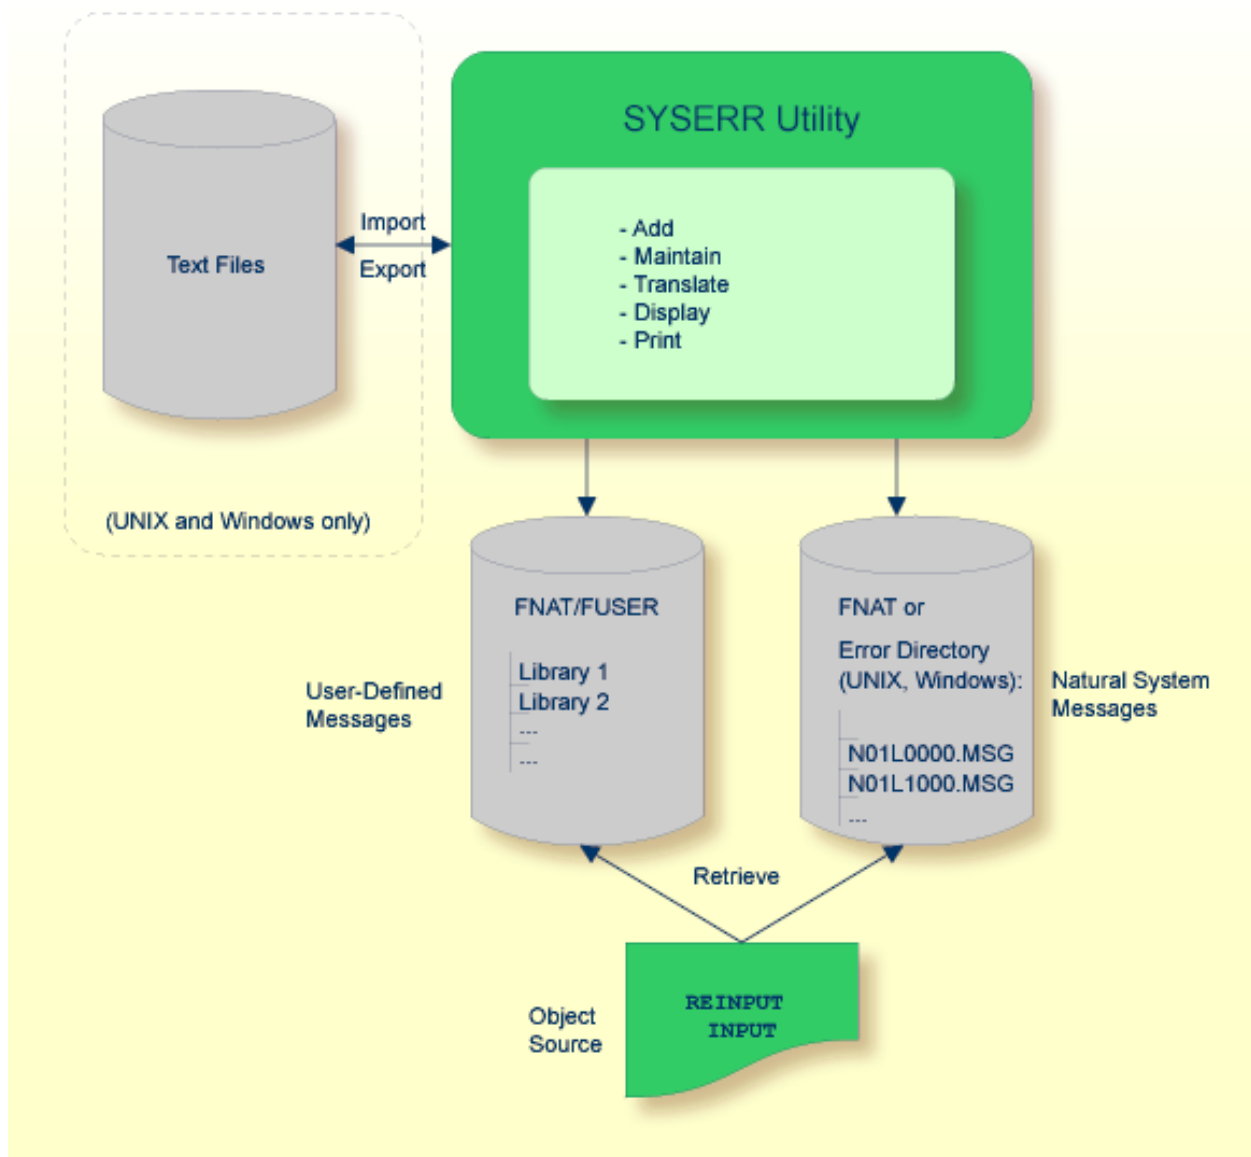 SYSERR Utility
- Add
- Maintain
- Translate
- Display
- Print
Import
Export
Text Files
(UNIX and Windows only)
FNAT/FUSER
Library 1
Library 2
...
...
User-Defined
Messages
FNAT or
Error Directory
(UNIX, Windows):
N01L0000.MSG
N01L1000.MSG
...
Natural System
Messages
Retrieve
REINPUT
INPUT
Object
Source